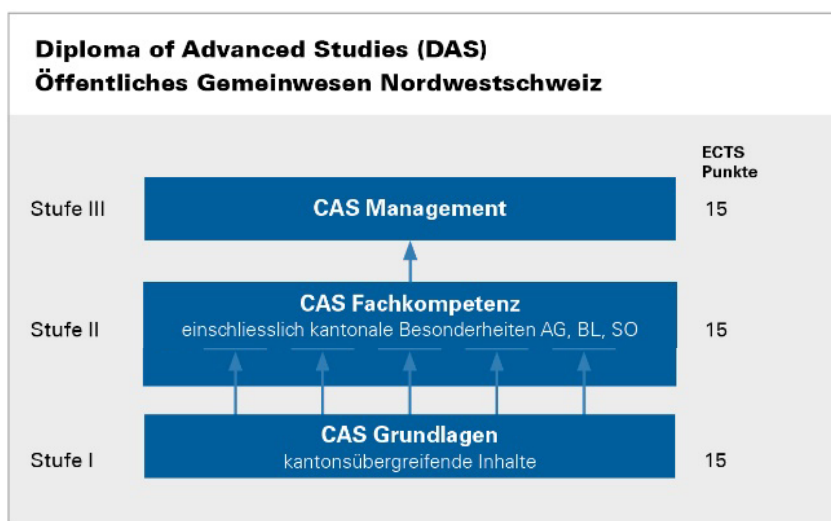 Diploma of Advanced Studies (DAS)
Öffentliches Gemeinwesen Nordwestschweiz
ECTS
Punkte
Stufe III
CAS Management
15
Stufe II
CAS Fachkompetenz
einschliesslich kantonale Besonderheiten AG, BL, SO
15
Stufe I
CAS Grundlagen
kantonsübergreifende Inhalte
15